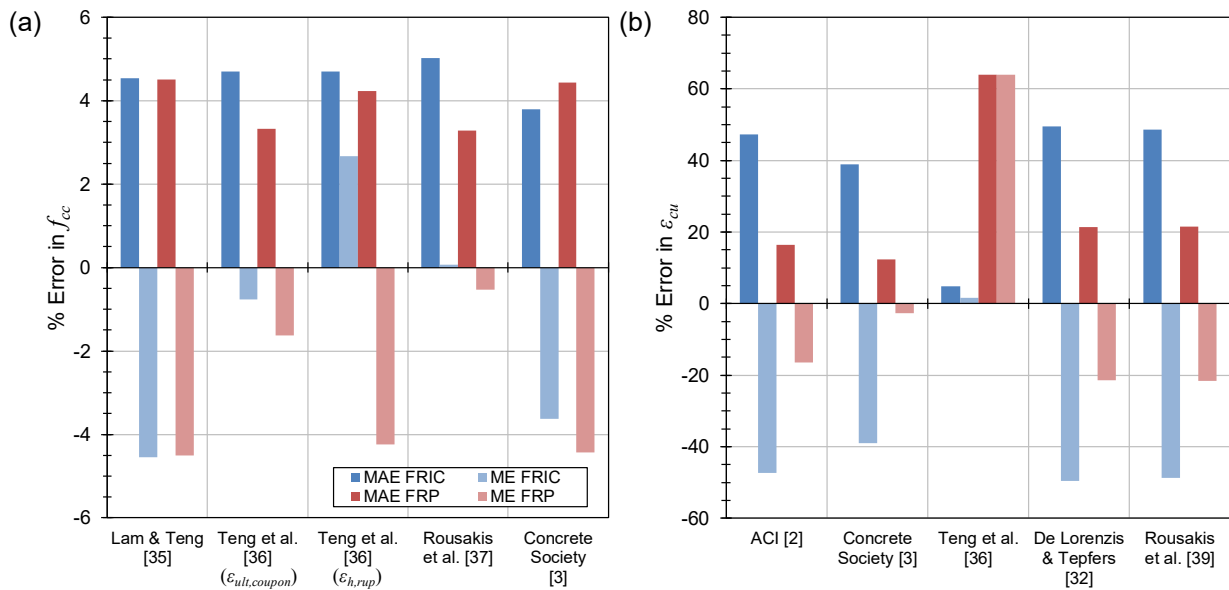 (a)
% Error in f_cc
6
4
2
0
-2
-4
-6
MAE FRIC
ME FRIC
MAE FRP
ME FRP
Lam & Teng
[35]
Teng et al.
[36]
(ε_ult,coupon)
Teng et al.
[36]
(ε_h,rup)
Rousakis
et al. [37]
Concrete
Society
[3]
(b)
% Error in ε_cu
80
60
40
20
0
-20
-40
-60
ACI [2]
Concrete
Society [3]
Teng et al.
[36]
De Lorenzis
& Tepfers
[32]
Rousakis
et al. [39]